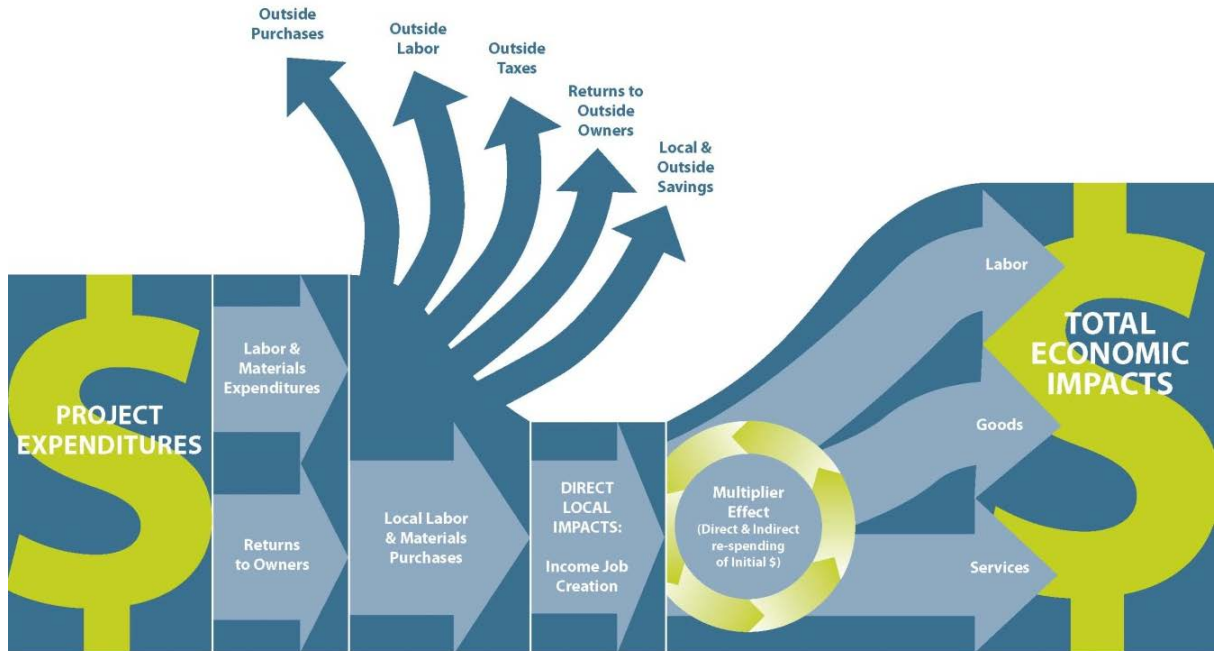 Outside
Purchases
Outside
Labor
Outside
Taxes
Returns to
Outside
Owners
Local &
Outside
Savings
PROJECT
EXPENDITURES
Labor &
Materials
Expenditures
Returns
to Owners
Local Labor
& Materials
Purchases
DIRECT
LOCAL
IMPACTS:
Income Job
Creation
Multiplier
Effect
(Direct & Indirect
re-spending
of Initial $)
Labor
Goods
Services
TOTAL
ECONOMIC
IMPACTS